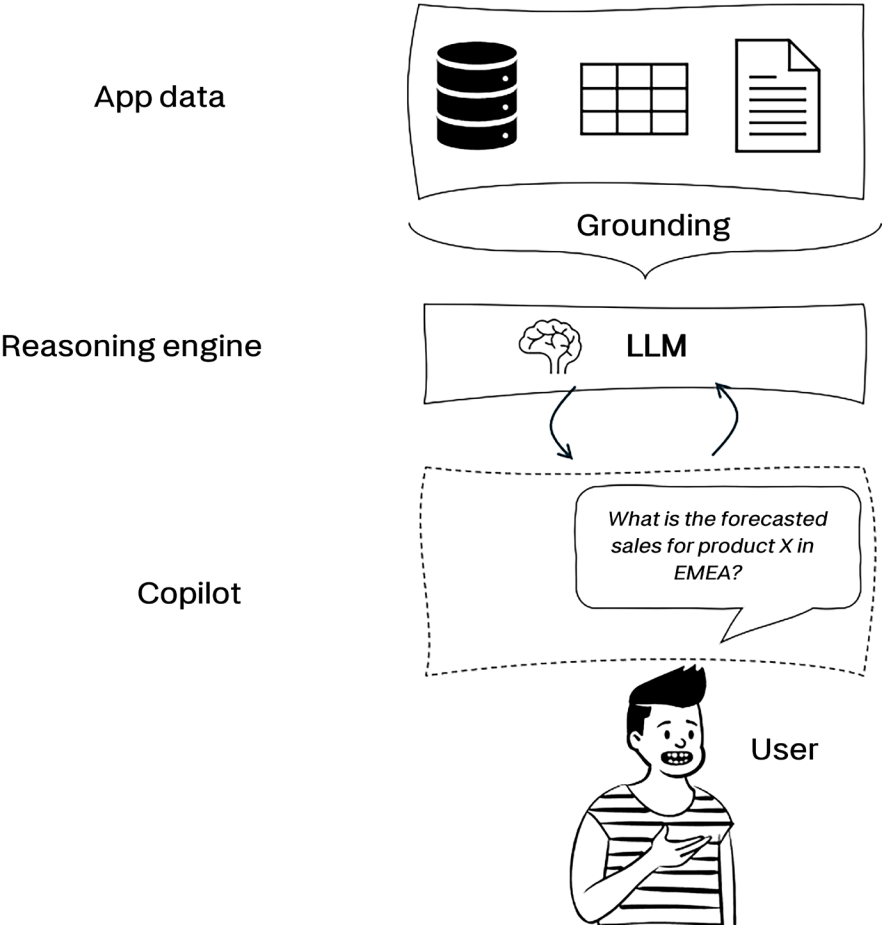 App data
Grounding
Reasoning engine
LLM
What is the forecasted
sales for product X in
EMEA?
Copilot
User